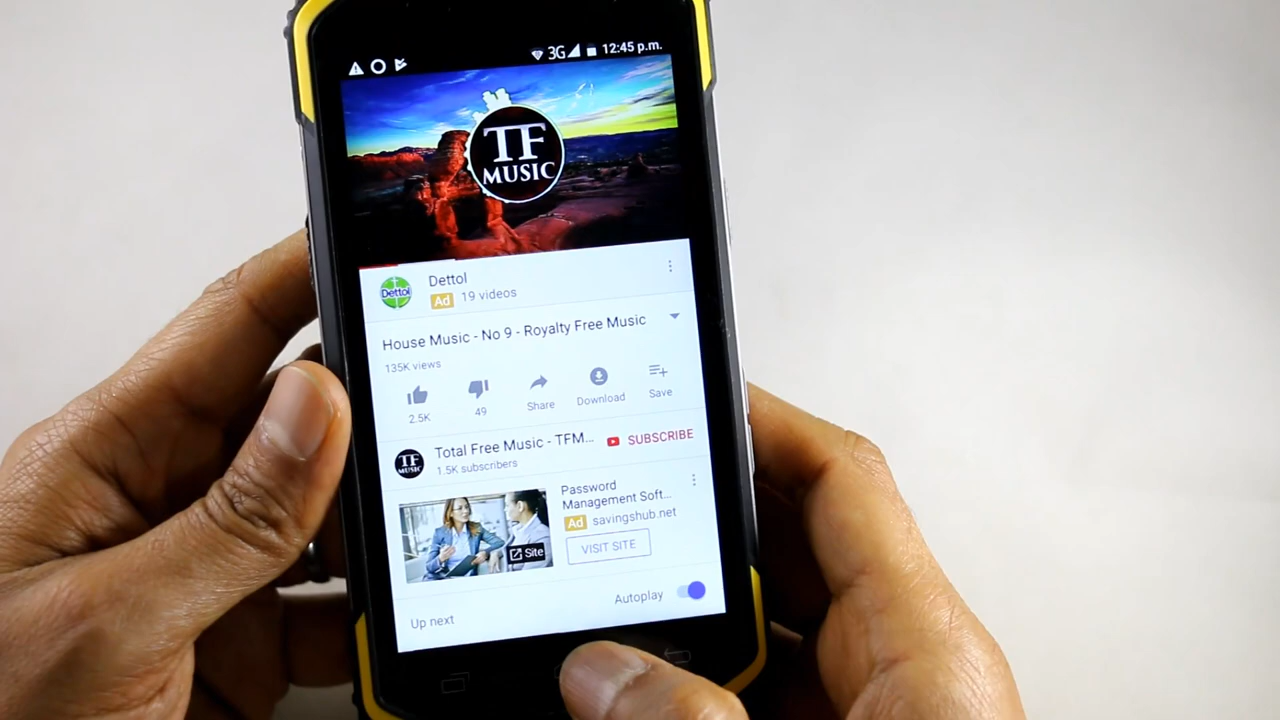 3G 12:45 p.m.
TF
MUSIC
Dettol
Dettol
Ad 19 videos
House Music - No 9 - Royalty Free Music
135K views
2.5K
49
Share
Download
Save
TF
MUSIC
Total Free Music - TFM...
1.5K subscribers
SUBSCRIBE
Site
Password
Management Soft...
Ad savingshub.net
VISIT SITE
Up next
Autoplay